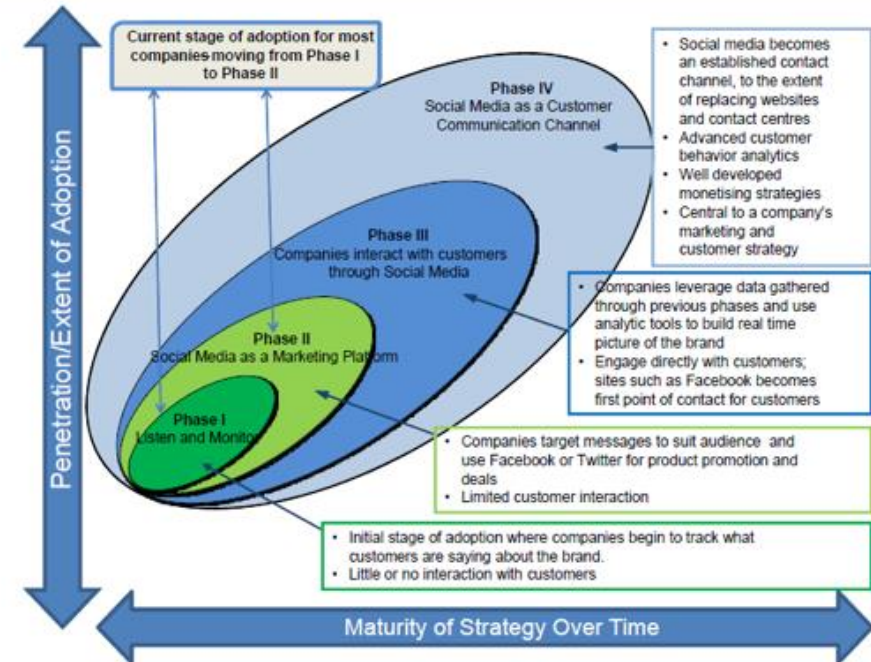 Current stage of adoption for most
companies moving from Phase I
to Phase II
Penetration/Extent of Adoption
Phase IV
Social Media as a Customer
Communication Channel
• Social media becomes
an established contact
channel, to the extent
of replacing websites
and contact centres
• Advanced customer
behavior analytics
• Well developed
monetising strategies
• Central to a company's
marketing and
customer strategy
Phase III
Companies interact with customers
through Social Media
• Companies leverage data gathered
through previous phases and use
analytic tools to build real time
picture of the brand
• Engage directly with customers;
sites such as Facebook becomes
first point of contact for customers
Phase II
Social Media as a Marketing Platform
• Companies target messages to suit audience and
use Facebook or Twitter for product promotion and
deals
• Limited customer interaction
Phase I
Listen and Monitor
• Initial stage of adoption where companies begin to track what
customers are saying about the brand.
• Little or no interaction with customers
Maturity of Strategy Over Time